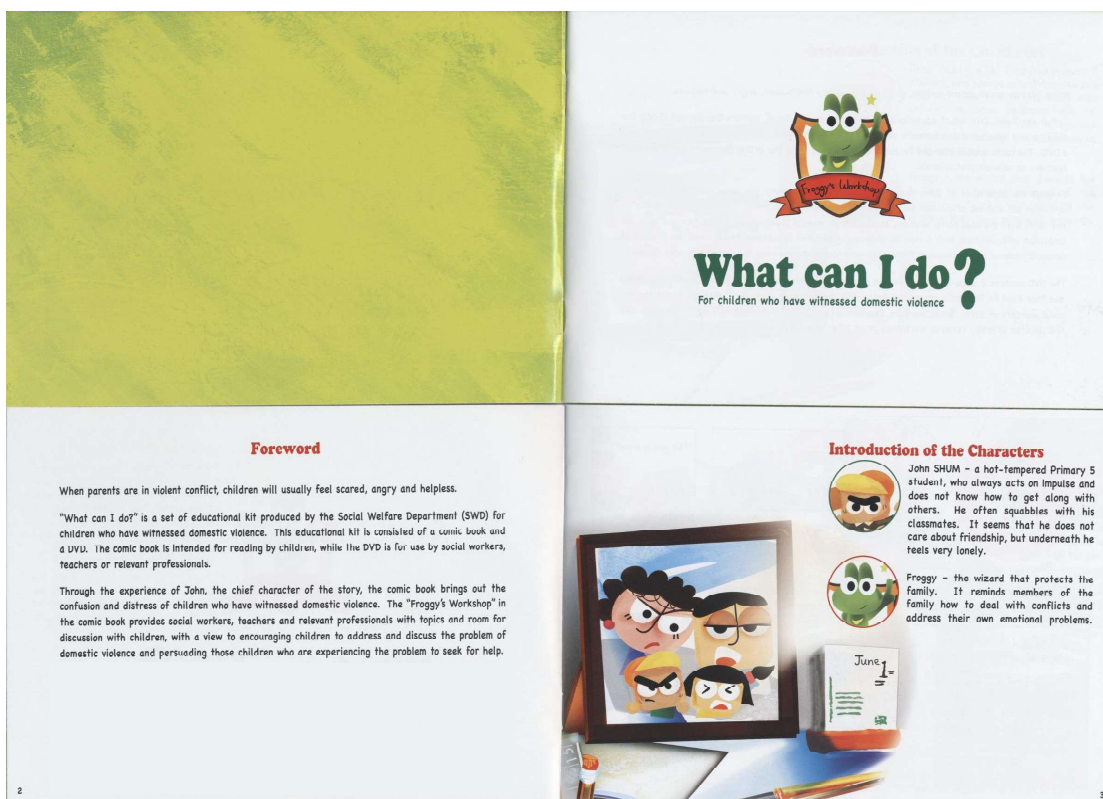 Froggy's Workshop
What can I do?
For children who have witnessed domestic violence
Foreword
When parents are in violent conflict, children will usually feel scared, angry and helpless.
"What can I do?" is a set of educational kit produced by the Social Welfare Department (SWD) for
children who have witnessed domestic violence. This educational kit is consisted of a comic book and
a DVD. The comic book is intended for reading by children, while the DVD is for use by social workers,
teachers or relevant professionals.
Through the experience of John, the chief character of the story, the comic book brings out the
confusion and distress of children who have witnessed domestic violence. The "Froggy's Workshop" in
the comic book provides social workers, teachers and relevant professionals with topics and room for
discussion with children, with a view to encouraging children to address and discuss the problem of
domestic violence and persuading those children who are experiencing the problem to seek for help.
2
Introduction of the Characters
John SHUM – a hot-tempered Primary 5
student, who always acts on impulse and
does not know how to get along with
others. He often squabbles with his
classmates. It seems that he does not
care about friendship, but underneath he
feels very lonely.
Froggy – the wizard that protects the
family. It reminds members of the
family how to deal with conflicts and
address their own emotional problems.
June 1
3